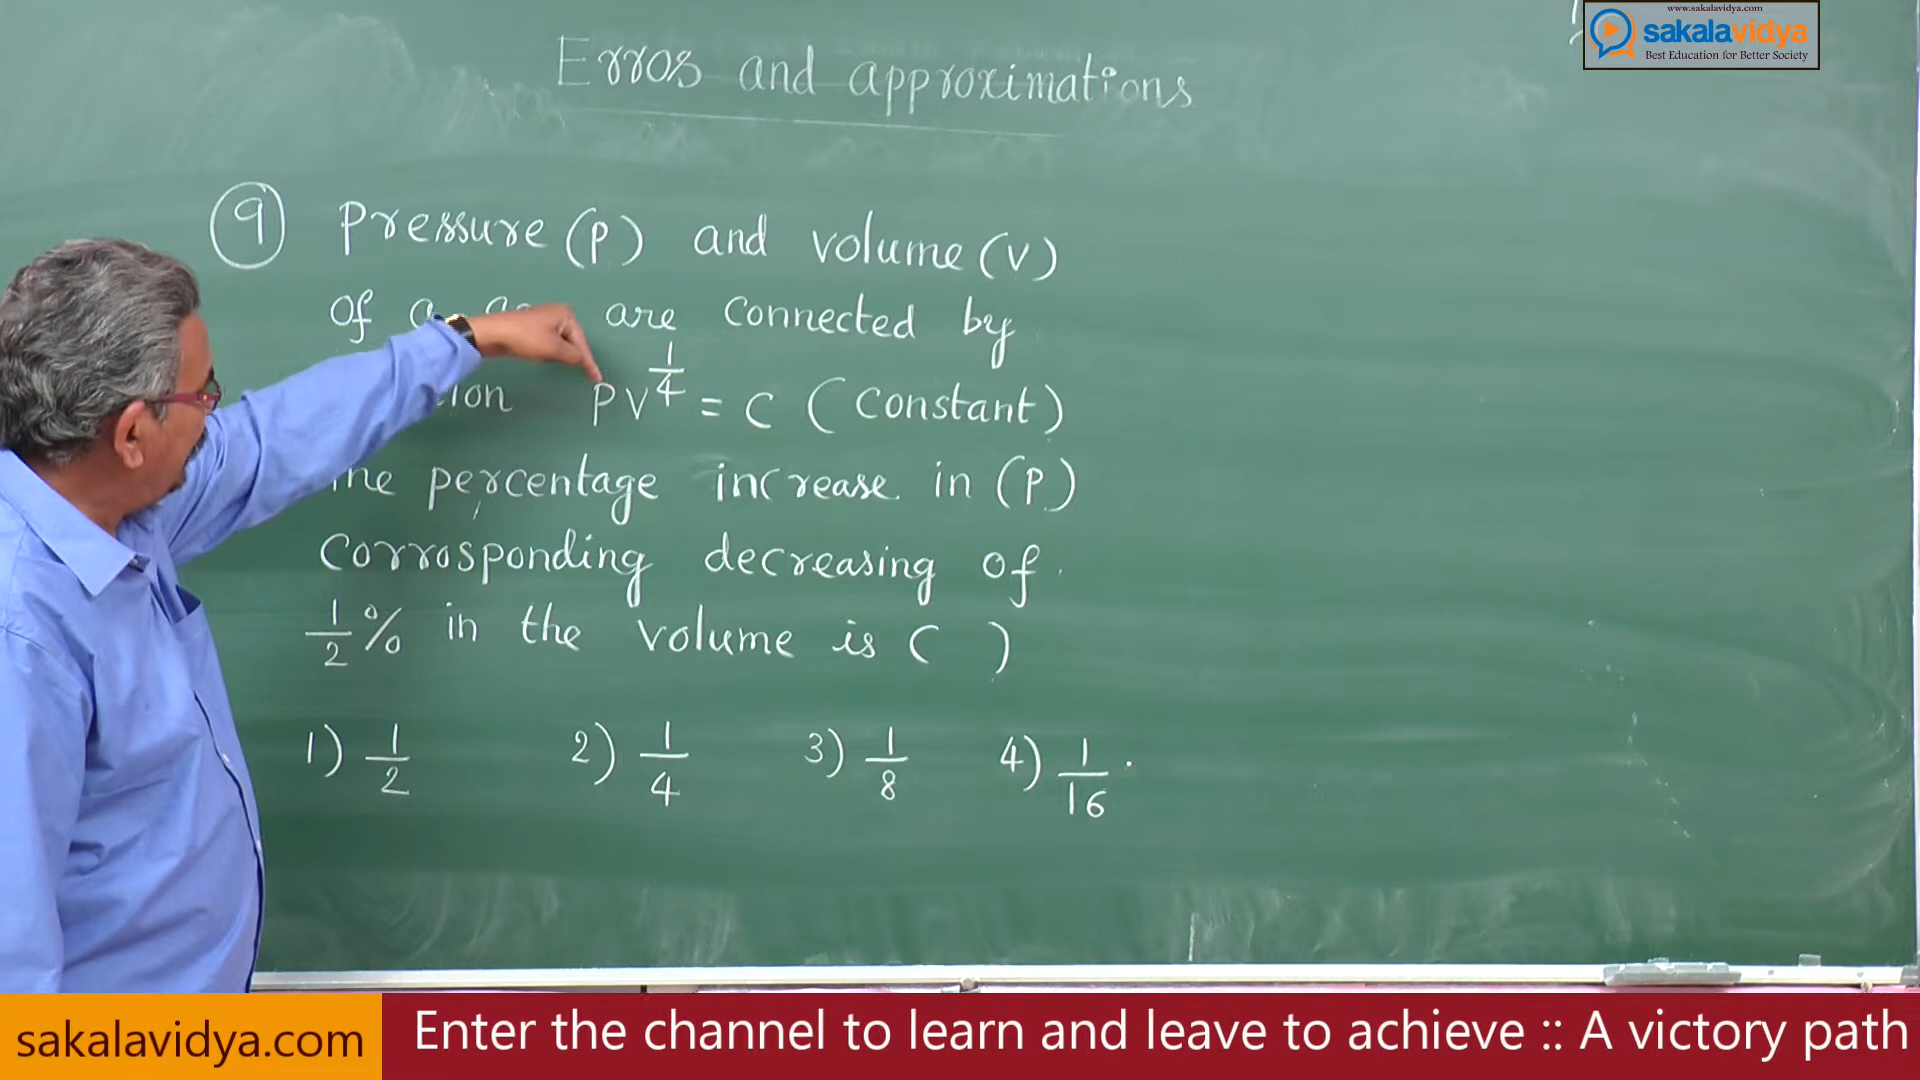 www.sakalavidya.com
sakalavidya
Best Education for Better Society
Erros and approximations
9 Pressure (P) and volume (v)
of a are connected by
PV^1/4 = C (Constant)
percentage increase in (P)
Corrosponding decreasing of
1/2 % in the volume is ( )
1) 1/2 2) 1/4 3) 1/8 4) 1/16.
sakalavidya.com
Enter the channel to learn and leave to achieve :: A victory path